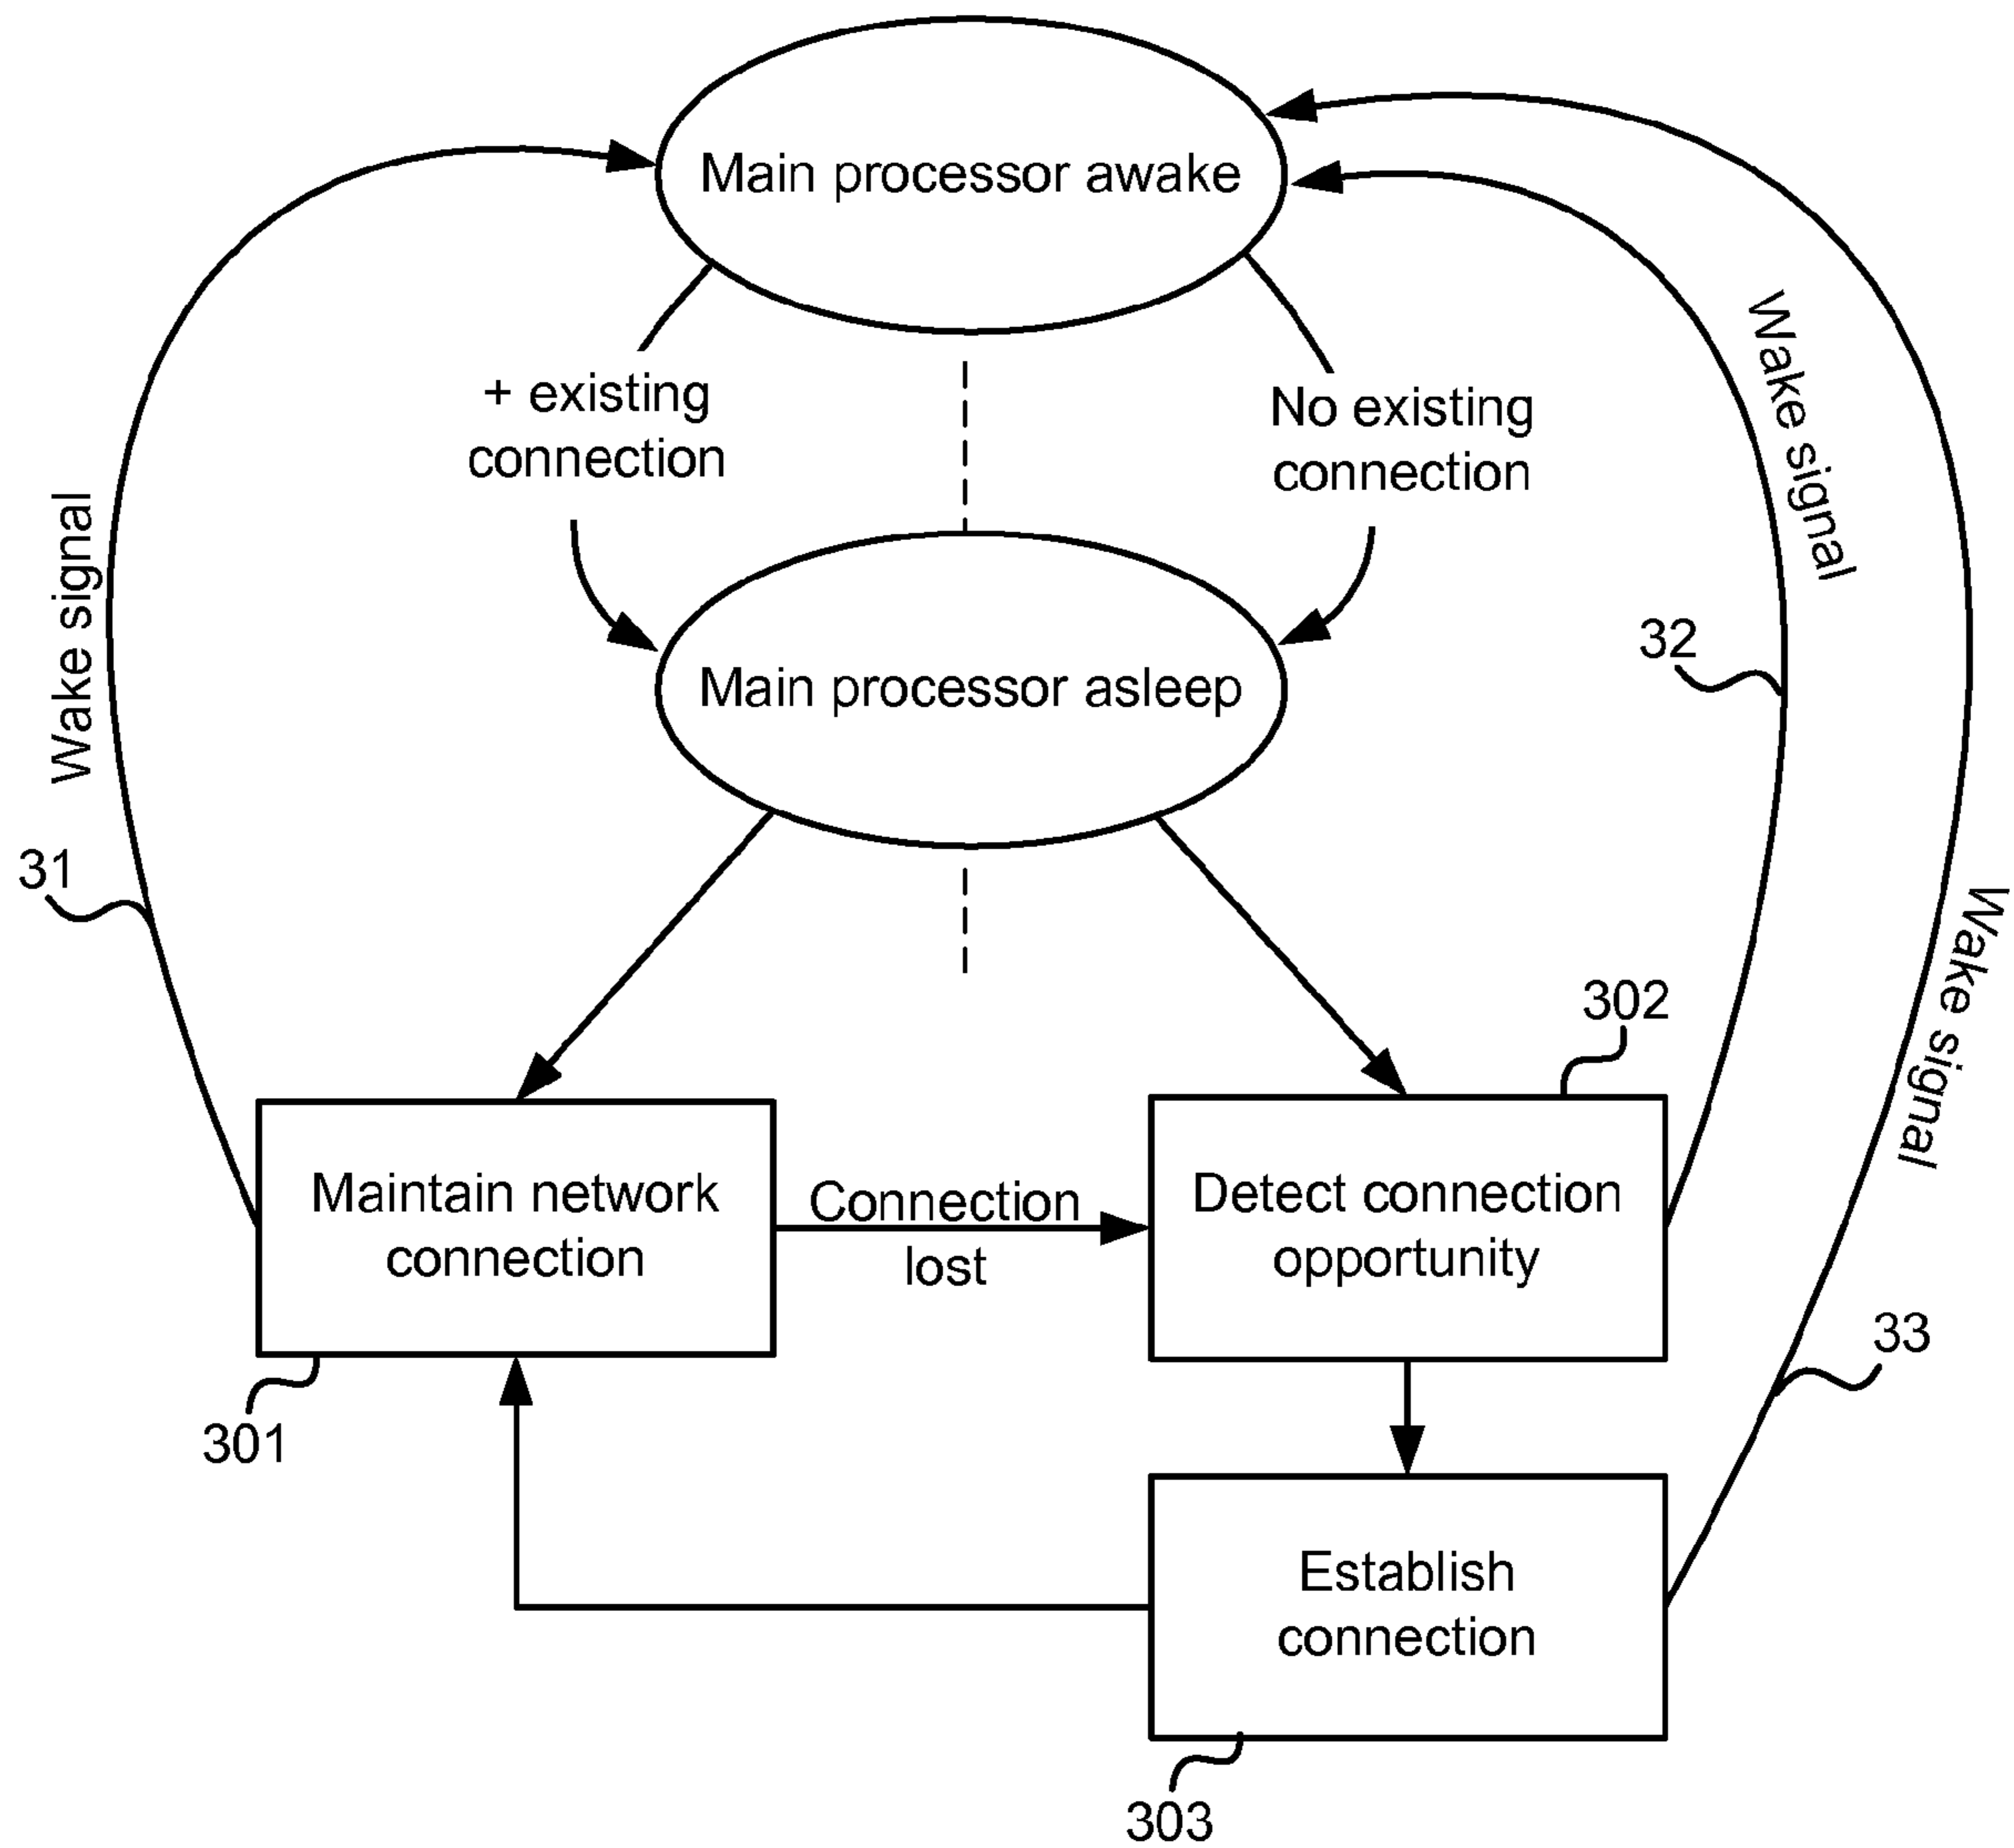 Main processor awake
+ existing
connection
No existing
connection
Wake signal
Wake signal
Wake signal
32
Main processor asleep
31
302
Maintain network
connection
Connection
lost
Detect connection
opportunity
33
301
Establish
connection
303